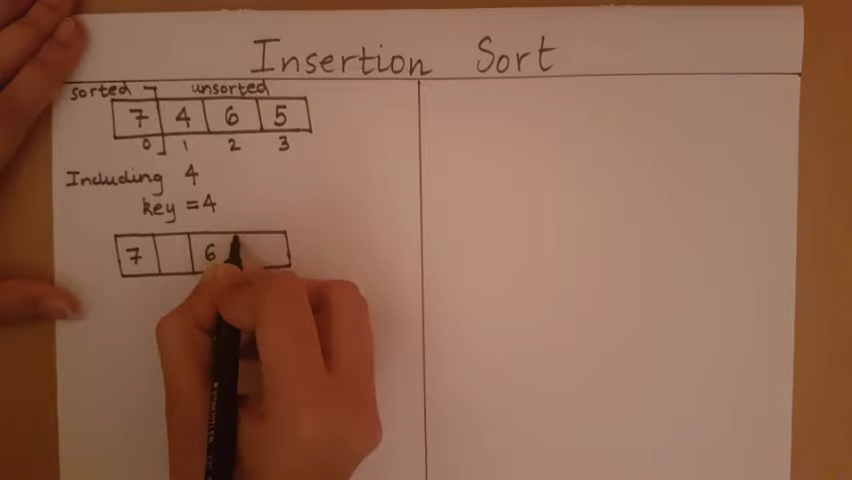 Insertion Sort
sorted unsorted
7 4 6 5
0 1 2 3
Including 4
key = 4
7 6